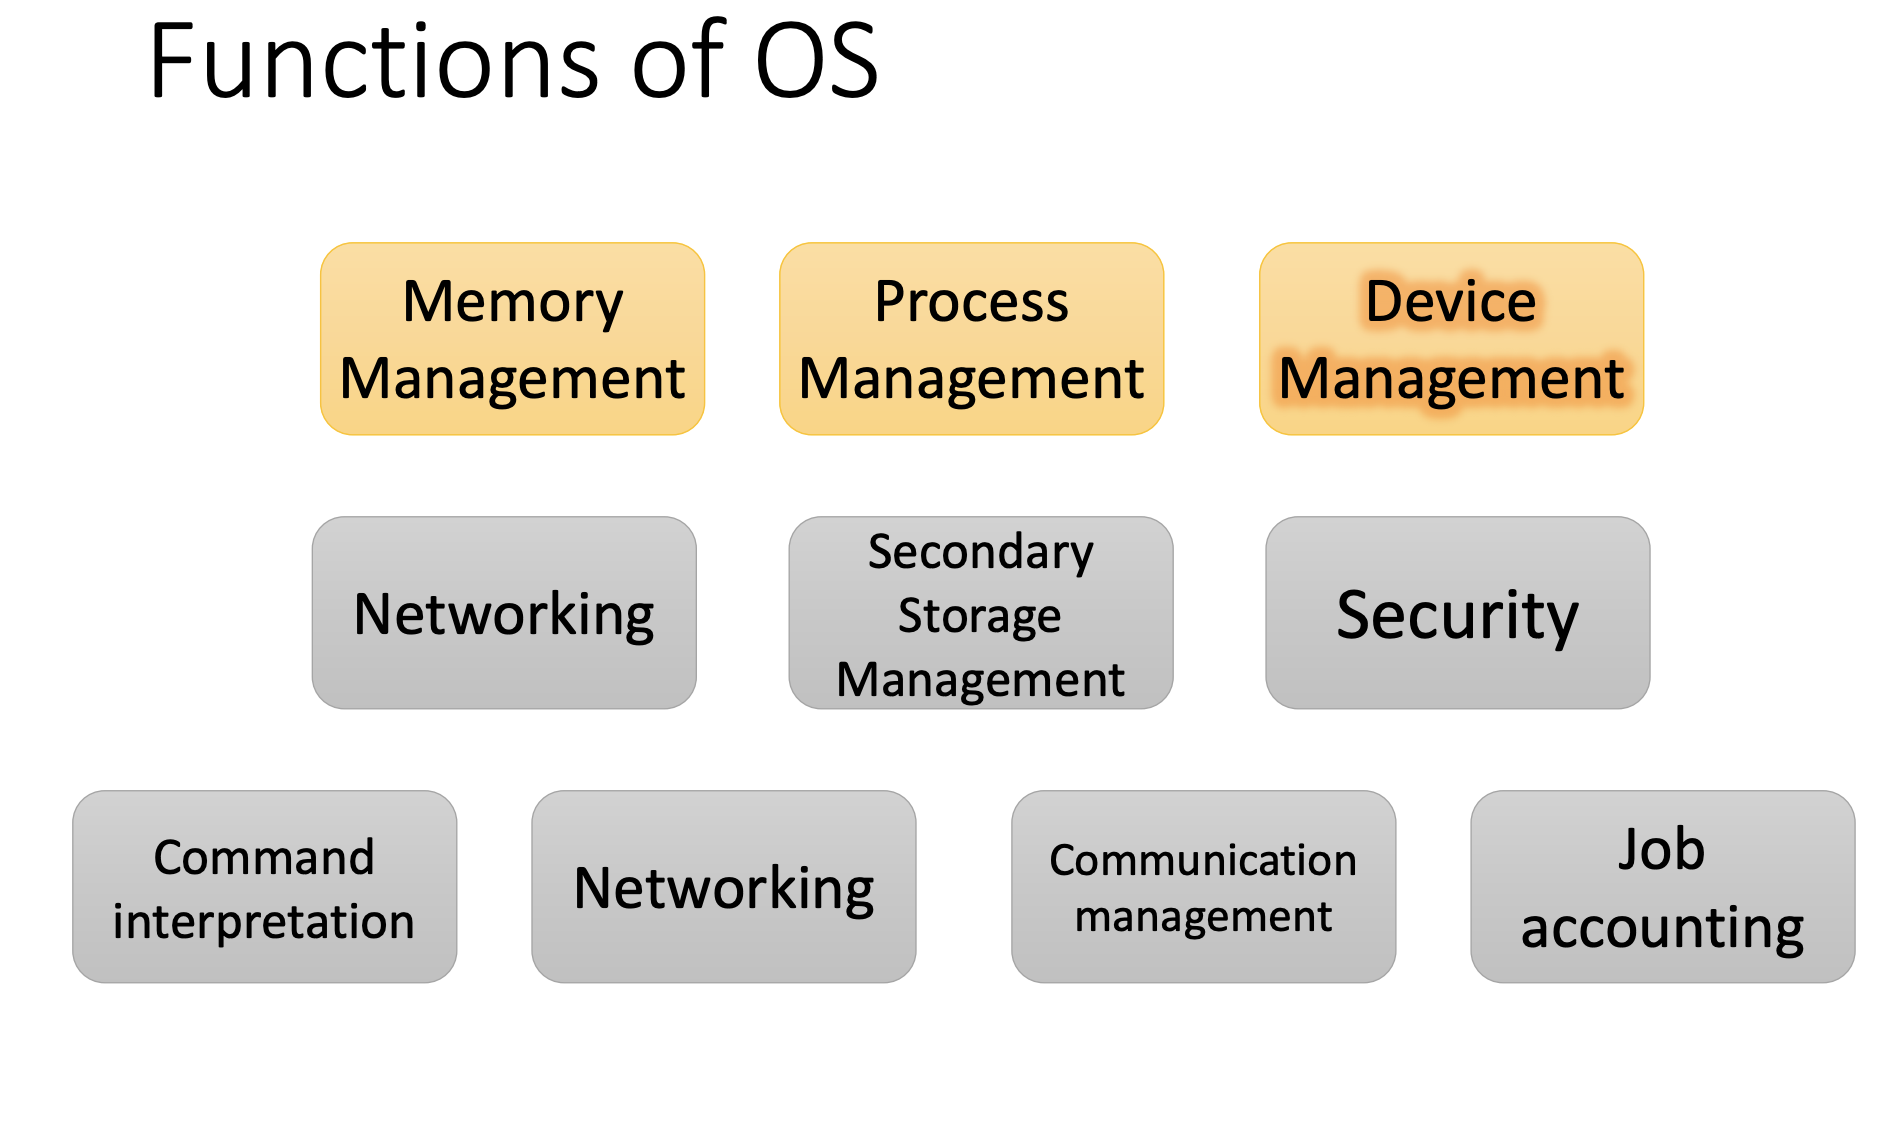 Functions of OS
Memory
Management
Process
Management
Device
Management
Networking
Secondary
Storage
Management
Security
Command
interpretation
Networking
Communication
management
Job
accounting